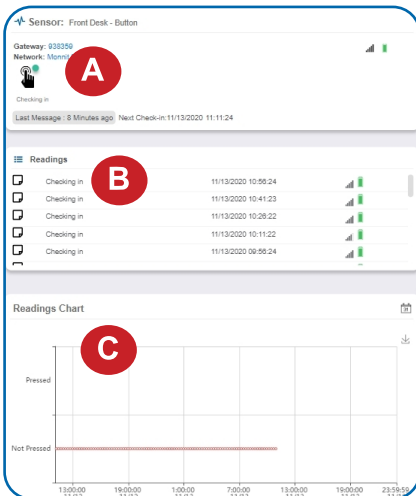 Sensor: Front Desk - Button
Gateway: 938359
Network:
A
Checking in
Last Message : 8 Minutes ago Next Check-in:11/13/2020 11:11:24
Readings
B
Checking in 11/13/2020 10:56:24
Checking in 11/13/2020 10:41:23
Checking in 11/13/2020 10:26:22
Checking in 11/13/2020 10:11:22
Checking in 11/13/2020 09:56:24
Readings Chart
C
Pressed
Not Pressed
13:00:00 19:00:00 1:00:00 7:00:00 13:00:00 19:00:00 23:59:59